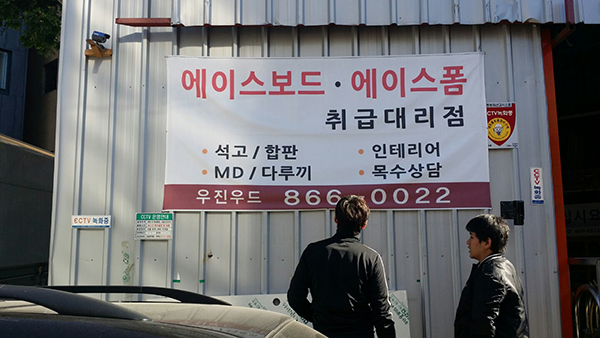 에이스보드 · 에이스폼
취급대리점
• 석고 / 합판
• 인테리어
• MD / 다루끼
• 목수상담
우진우드 866-0022
CCTV 녹화중
CCTV
CCTV 녹화중
CCTV